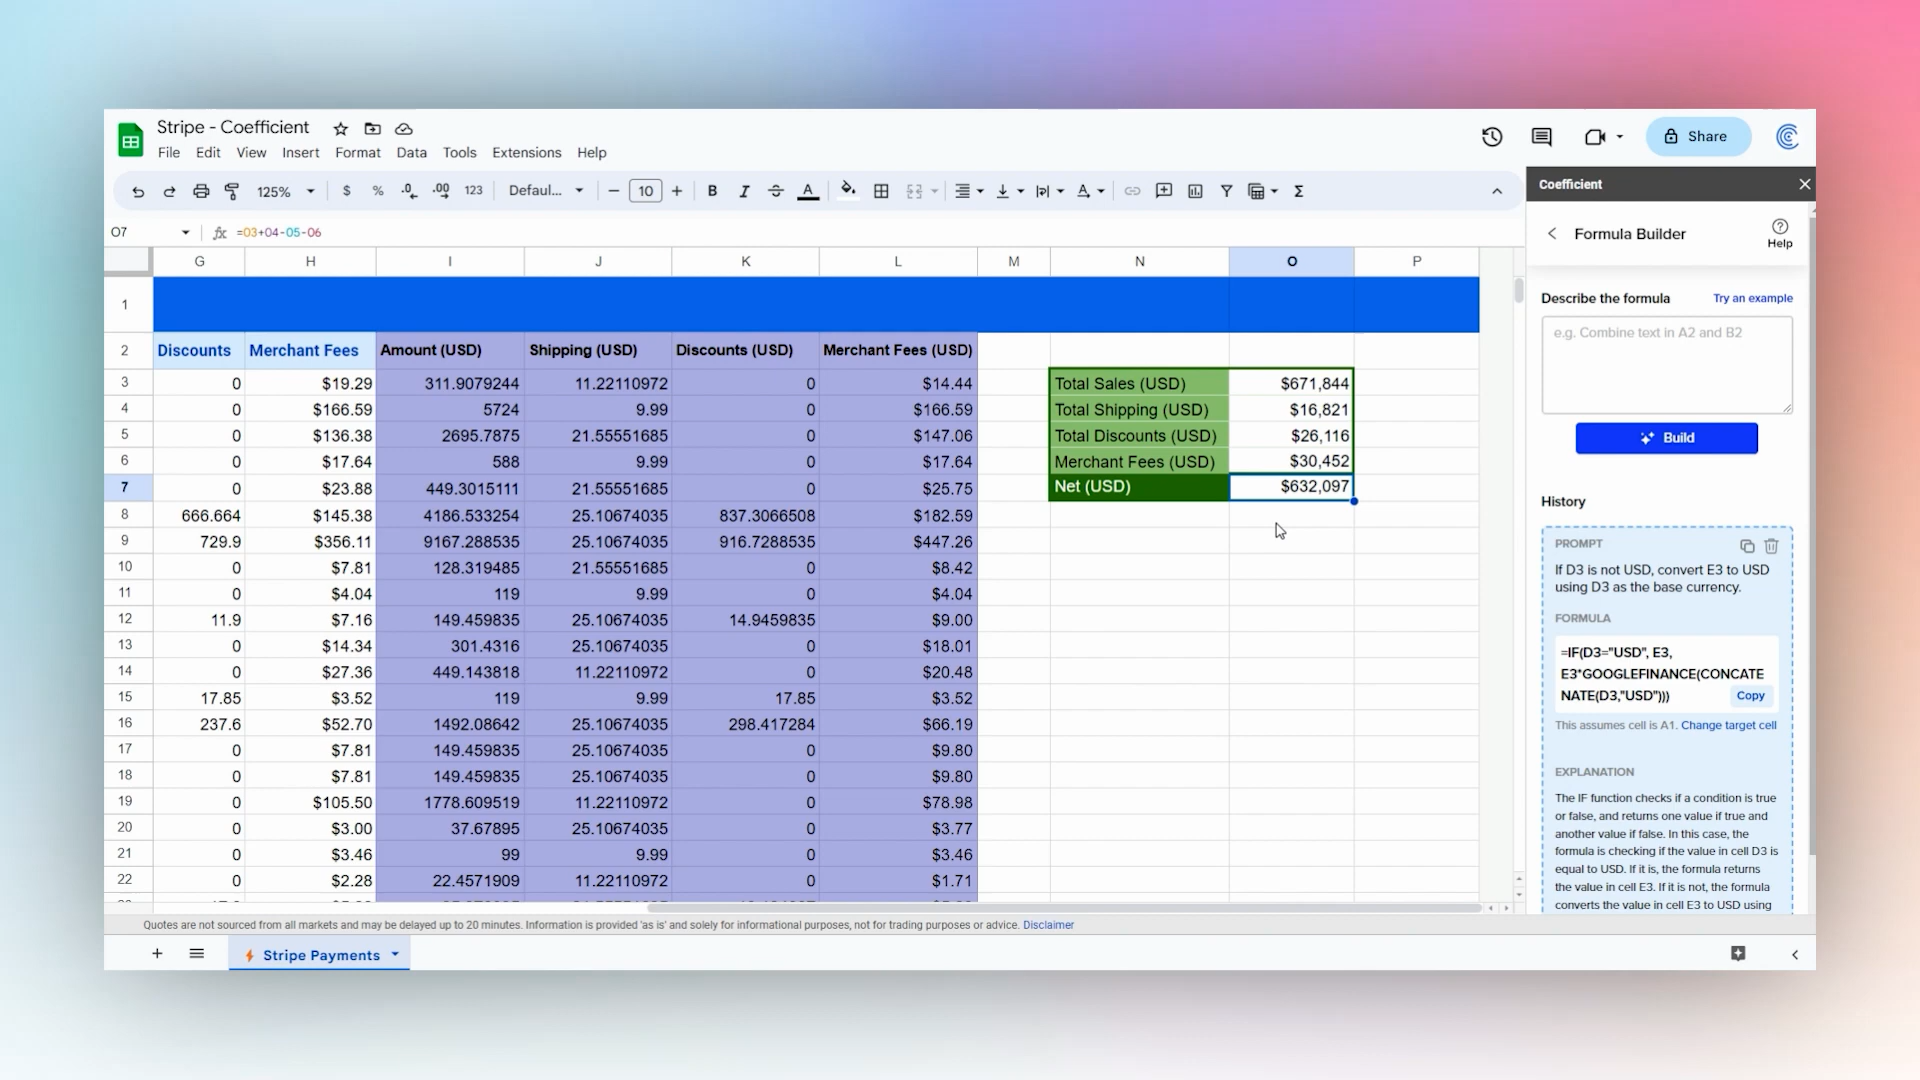 Stripe - Coefficient
File Edit View Insert Format Data Tools Extensions Help
Share
125% $ % .0 .00 123 Defaul... 10 B I A A Σ
O7 fx =O3+O4-O5-O6
G H I J K L M N O P
1
2 Discounts Merchant Fees Amount (USD) Shipping (USD) Discounts (USD) Merchant Fees (USD)
3 0 $19.29 311.9079244 11.22110972 0 $14.44 Total Sales (USD) $671,844
4 0 $166.59 5724 9.99 0 $166.59 Total Shipping (USD) $16,821
5 0 $136.38 2695.7875 21.55551685 0 $147.06 Total Discounts (USD) $26,116
6 0 $17.64 588 9.99 0 $17.64 Merchant Fees (USD) $30,452
7 0 $23.88 449.3015111 21.55551685 0 $25.75 Net (USD) $632,097
8 666.664 $145.38 4186.533254 25.10674035 837.3066508 $182.59
9 729.9 $356.11 9167.288535 25.10674035 916.7288535 $447.26
10 0 $7.81 128.319485 21.55551685 0 $8.42
11 0 $4.04 119 9.99 0 $4.04
12 11.9 $7.16 149.459835 25.10674035 14.9459835 $9.00
13 0 $14.34 301.4316 25.10674035 0 $18.01
14 0 $27.36 449.143818 11.22110972 0 $20.48
15 17.85 $3.52 119 9.99 17.85 $3.52
16 237.6 $52.70 1492.08642 25.10674035 298.417284 $66.19
17 0 $7.81 149.459835 25.10674035 0 $9.80
18 0 $7.81 149.459835 25.10674035 0 $9.80
19 0 $105.50 1778.609519 11.22110972 0 $78.98
20 0 $3.00 37.67895 25.10674035 0 $3.77
21 0 $3.46 99 9.99 0 $3.46
22 0 $2.28 22.4571909 11.22110972 0 $1.71
Quotes are not sourced from all markets and may be delayed up to 20 minutes. Information is provided 'as is' and solely for informational purposes, not for trading purposes or advice. Disclaimer
Stripe Payments
Coefficient
Formula Builder
Help
Describe the formula Try an example
e.g. Combine text in A2 and B2
Build
History
PROMPT
If D3 is not USD, convert E3 to USD
using D3 as the base currency.
FORMULA
=IF(D3="USD", E3,
E3*GOOGLEFINANCE(CONCATE
NATE(D3,"USD")))
Copy
This assumes cell is A1. Change target cell
EXPLANATION
The IF function checks if a condition is true
or false, and returns one value if true and
another value if false. In this case, the
formula is checking if the value in cell D3 is
equal to USD. If it is, the formula returns
the value in cell E3. If it is not, the formula
converts the value in cell E3 to USD using